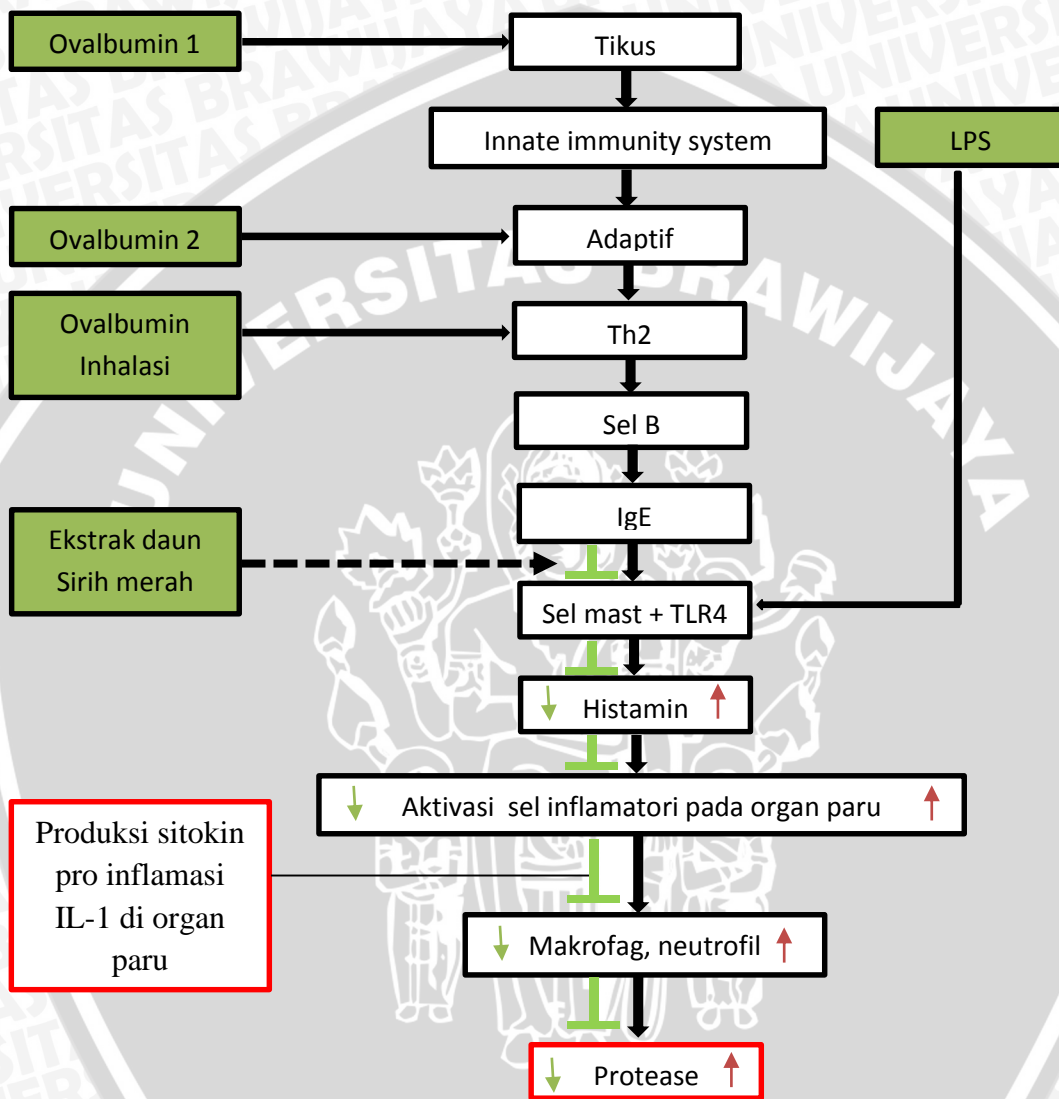 Ovalbumin 1
Tikus
Innate immunity system
LPS
Ovalbumin 2
Adaptif
Ovalbumin
Inhalasi
Th2
Sel B
IgE
Ekstrak daun
Sirih merah
Sel mast + TLR4
Histamin
Aktivasi sel inflamatori pada organ paru
Produksi sitokin
pro inflamasi
IL-1 di organ
paru
Makrofag, neutrofil
Protease
UNIVERSITAS BRAWIJAYA